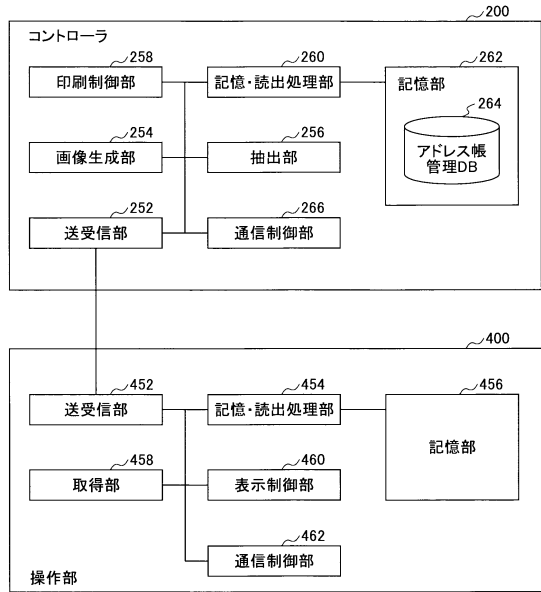 200
コントローラ
258
印刷制御部
260
記憶・読出処理部
262
記憶部
264
アドレス帳
管理DB
254
画像生成部
256
抽出部
252
送受信部
266
通信制御部
400
452
送受信部
454
記憶・読出処理部
456
記憶部
458
取得部
460
表示制御部
462
通信制御部
操作部